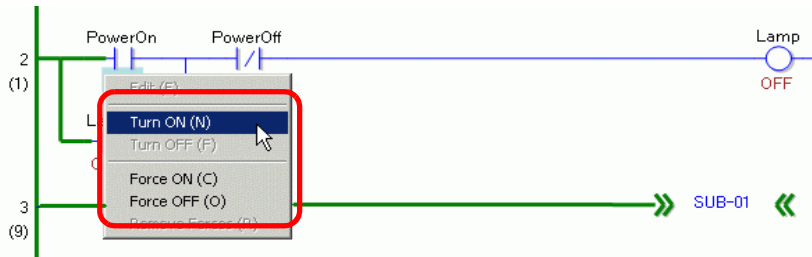 PowerOn PowerOff Lamp
2
(1) OFF
Edit (E)
L Turn ON (N)
Turn OFF (F)
Force ON (C)
Force OFF (O)
3 SUB-01
(9) Remove Forces (R)